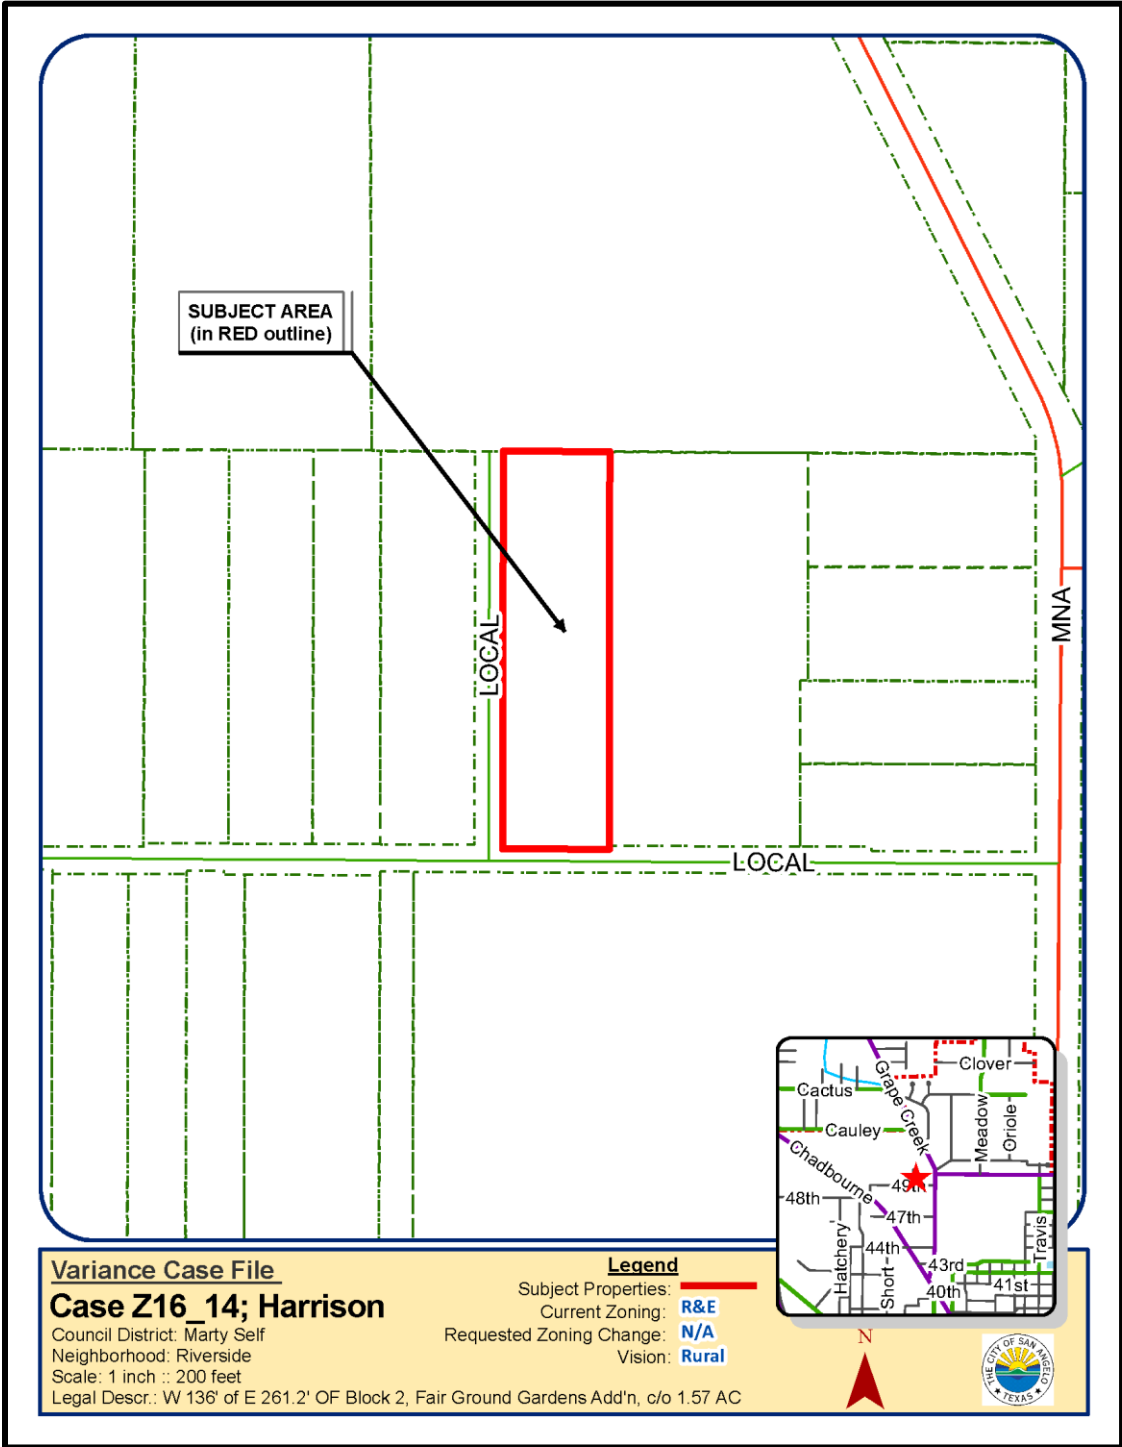 SUBJECT AREA
(in RED outline)
LOCAL
MNA
LOCAL
Clover
Cactus
Grape Creek
Meadow
Oriole
Cauley
Chadbourne
49th
48th
47th
Hatchery
44th
Short
Travis
43rd
41st
40th
Variance Case File
Case Z16_14; Harrison
Council District: Marty Self
Neighborhood: Riverside
Scale: 1 inch :: 200 feet
Legal Descr.: W 136' of E 261.2' OF Block 2, Fair Ground Gardens Add'n, c/o 1.57 AC
Legend
Subject Properties:
Current Zoning: R&E
Requested Zoning Change: N/A
Vision: Rural
N
THE CITY OF SAN ANGELO
TEXAS